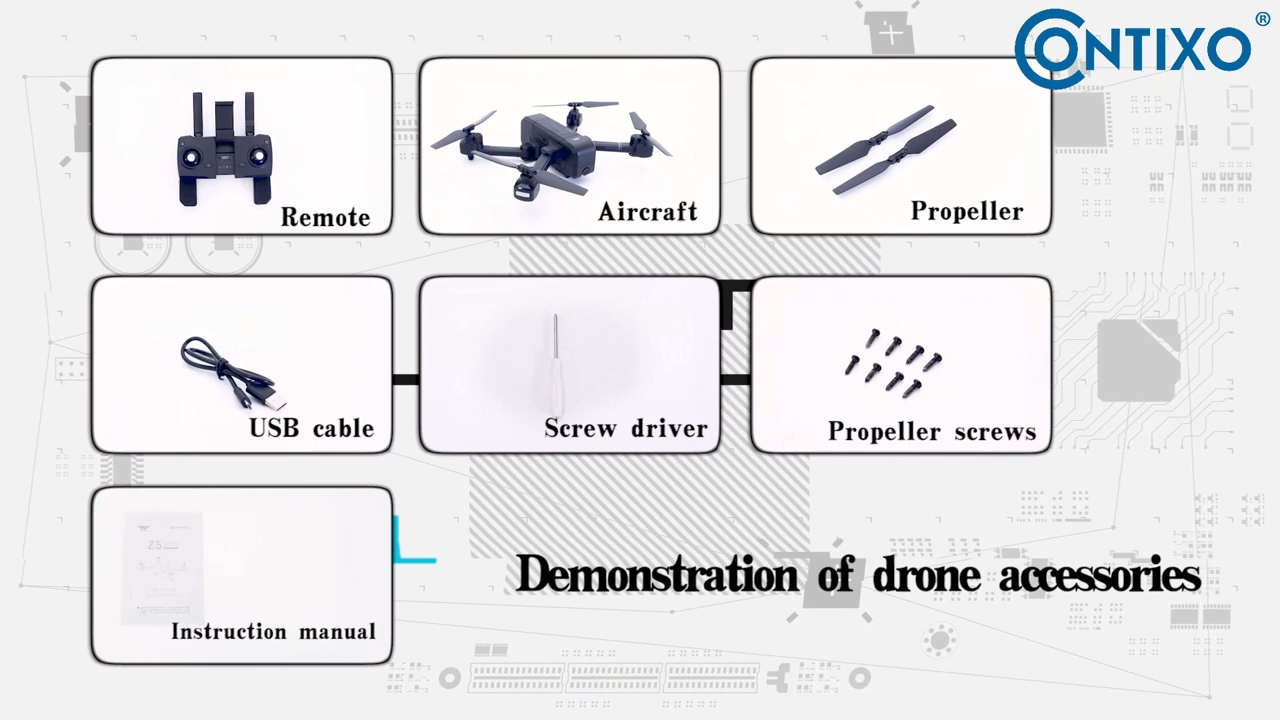 CONTIXO®
Remote
Aircraft
Propeller
USB cable
Screw driver
Propeller screws
Instruction manual
Demonstration of drone accessories